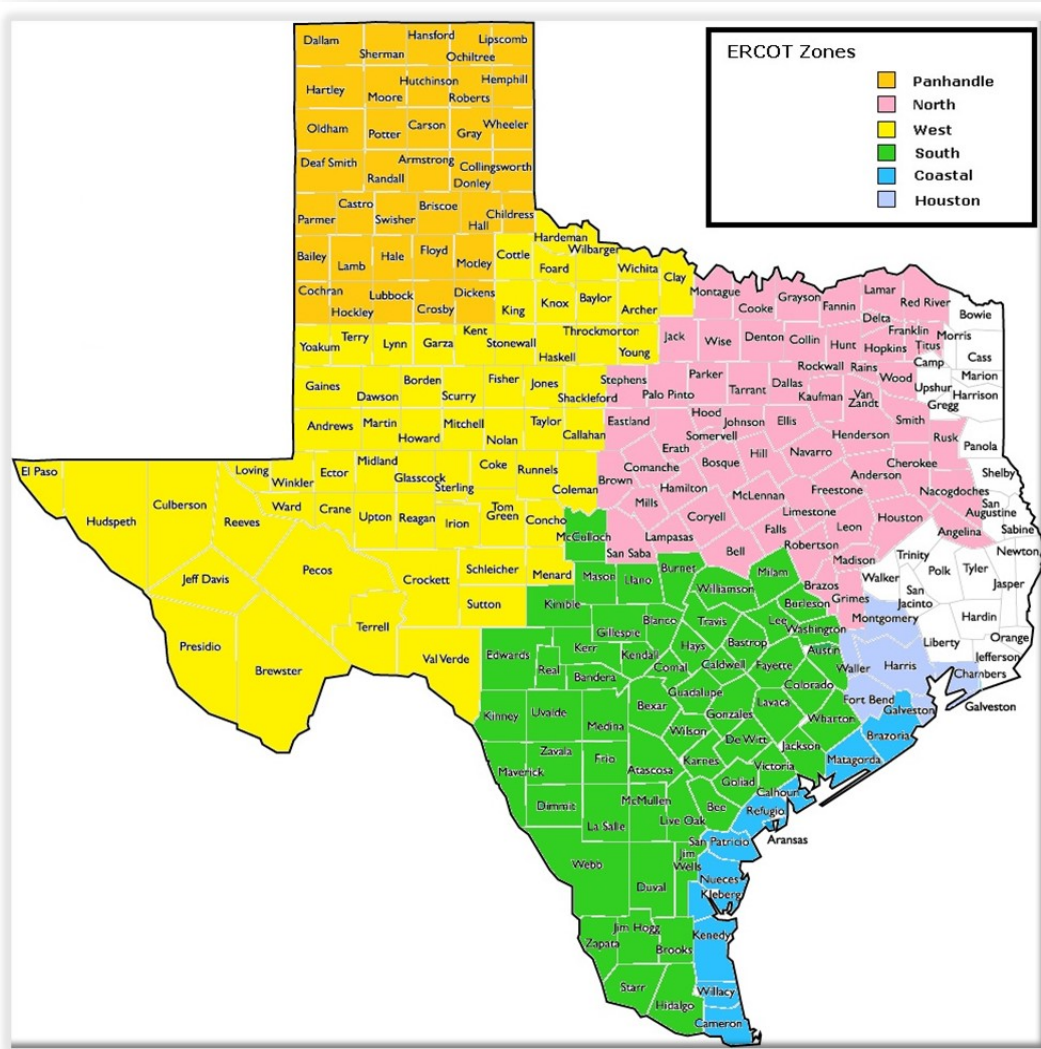 ERCOT Zones
Panhandle
North
West
South
Coastal
Houston
Dallam
Sherman
Hansford
Ochiltree
Lipscomb
Hartley
Moore
Hutchinson
Roberts
Hemphill
Oldham
Potter
Carson
Gray
Wheeler
Deaf Smith
Randall
Armstrong
Donley
Collingsworth
Parmer
Castro
Swisher
Briscoe
Hall
Childress
Bailey
Lamb
Hale
Floyd
Motley
Cottle
Hardeman
Foard
Wilbarger
Wichita
Clay
Cochran
Hockley
Lubbock
Crosby
Dickens
King
Knox
Baylor
Archer
Montague
Cooke
Grayson
Fannin
Lamar
Red River
Bowie
Delta
Yoakum
Terry
Lynn
Garza
Kent
Stonewall
Haskell
Throckmorton
Young
Jack
Wise
Denton
Collin
Hunt
Hopkins
Franklin
Titus
Morris
Camp
Cass
Marion
Gaines
Dawson
Borden
Scurry
Fisher
Jones
Shackleford
Stephens
Palo Pinto
Parker
Tarrant
Dallas
Rockwall
Rains
Kaufman
Van
Zandt
Wood
Upshur
Gregg
Harrison
Andrews
Martin
Howard
Mitchell
Nolan
Taylor
Callahan
Eastland
Erath
Hood
Somervell
Johnson
Ellis
Hill
Navarro
Henderson
Smith
Rusk
Panola
El Paso
Hudspeth
Culberson
Loving
Winkler
Ector
Midland
Glasscock
Sterling
Coke
Runnels
Coleman
Brown
Comanche
Bosque
Hamilton
Mills
McLennan
Limestone
Freestone
Anderson
Cherokee
Nacogdoches
Shelby
San
Augustine
Sabine
Reeves
Ward
Crane
Upton
Reagan
Irion
Tom
Green
Concho
McCulloch
San Saba
Lampasas
Coryell
Bell
Falls
Robertson
Leon
Houston
Angelina
Madison
Trinity
Polk
Tyler
Newton
Jasper
Jeff Davis
Pecos
Crockett
Schleicher
Menard
Mason
Llano
Burnet
Williamson
Milam
Brazos
Grimes
Walker
San
Jacinto
Montgomery
Liberty
Hardin
Orange
Jefferson
Chambers
Galveston
Presidio
Brewster
Terrell
Val Verde
Sutton
Kimble
Edwards
Real
Kerr
Gillespie
Kendall
Bandera
Blanco
Comal
Hays
Travis
Caldwell
Bastrop
Lee
Burleson
Washington
Fayette
Austin
Colorado
Waller
Harris
Fort Bend
Galveston
Brazoria
Matagorda
Wharton
Kinney
Uvalde
Medina
Bexar
Guadalupe
Gonzales
Lavaca
Wilson
De Witt
Jackson
Karnes
Victoria
Goliad
Calhoun
Refugio
Aransas
Maverick
Zavala
Frio
Atascosa
Dimmit
La Salle
McMullen
Live Oak
Bee
San Patricio
Jim
Wells
Nueces
Kleberg
Webb
Duval
Zapata
Jim Hogg
Brooks
Kenedy
Starr
Hidalgo
Willacy
Cameron